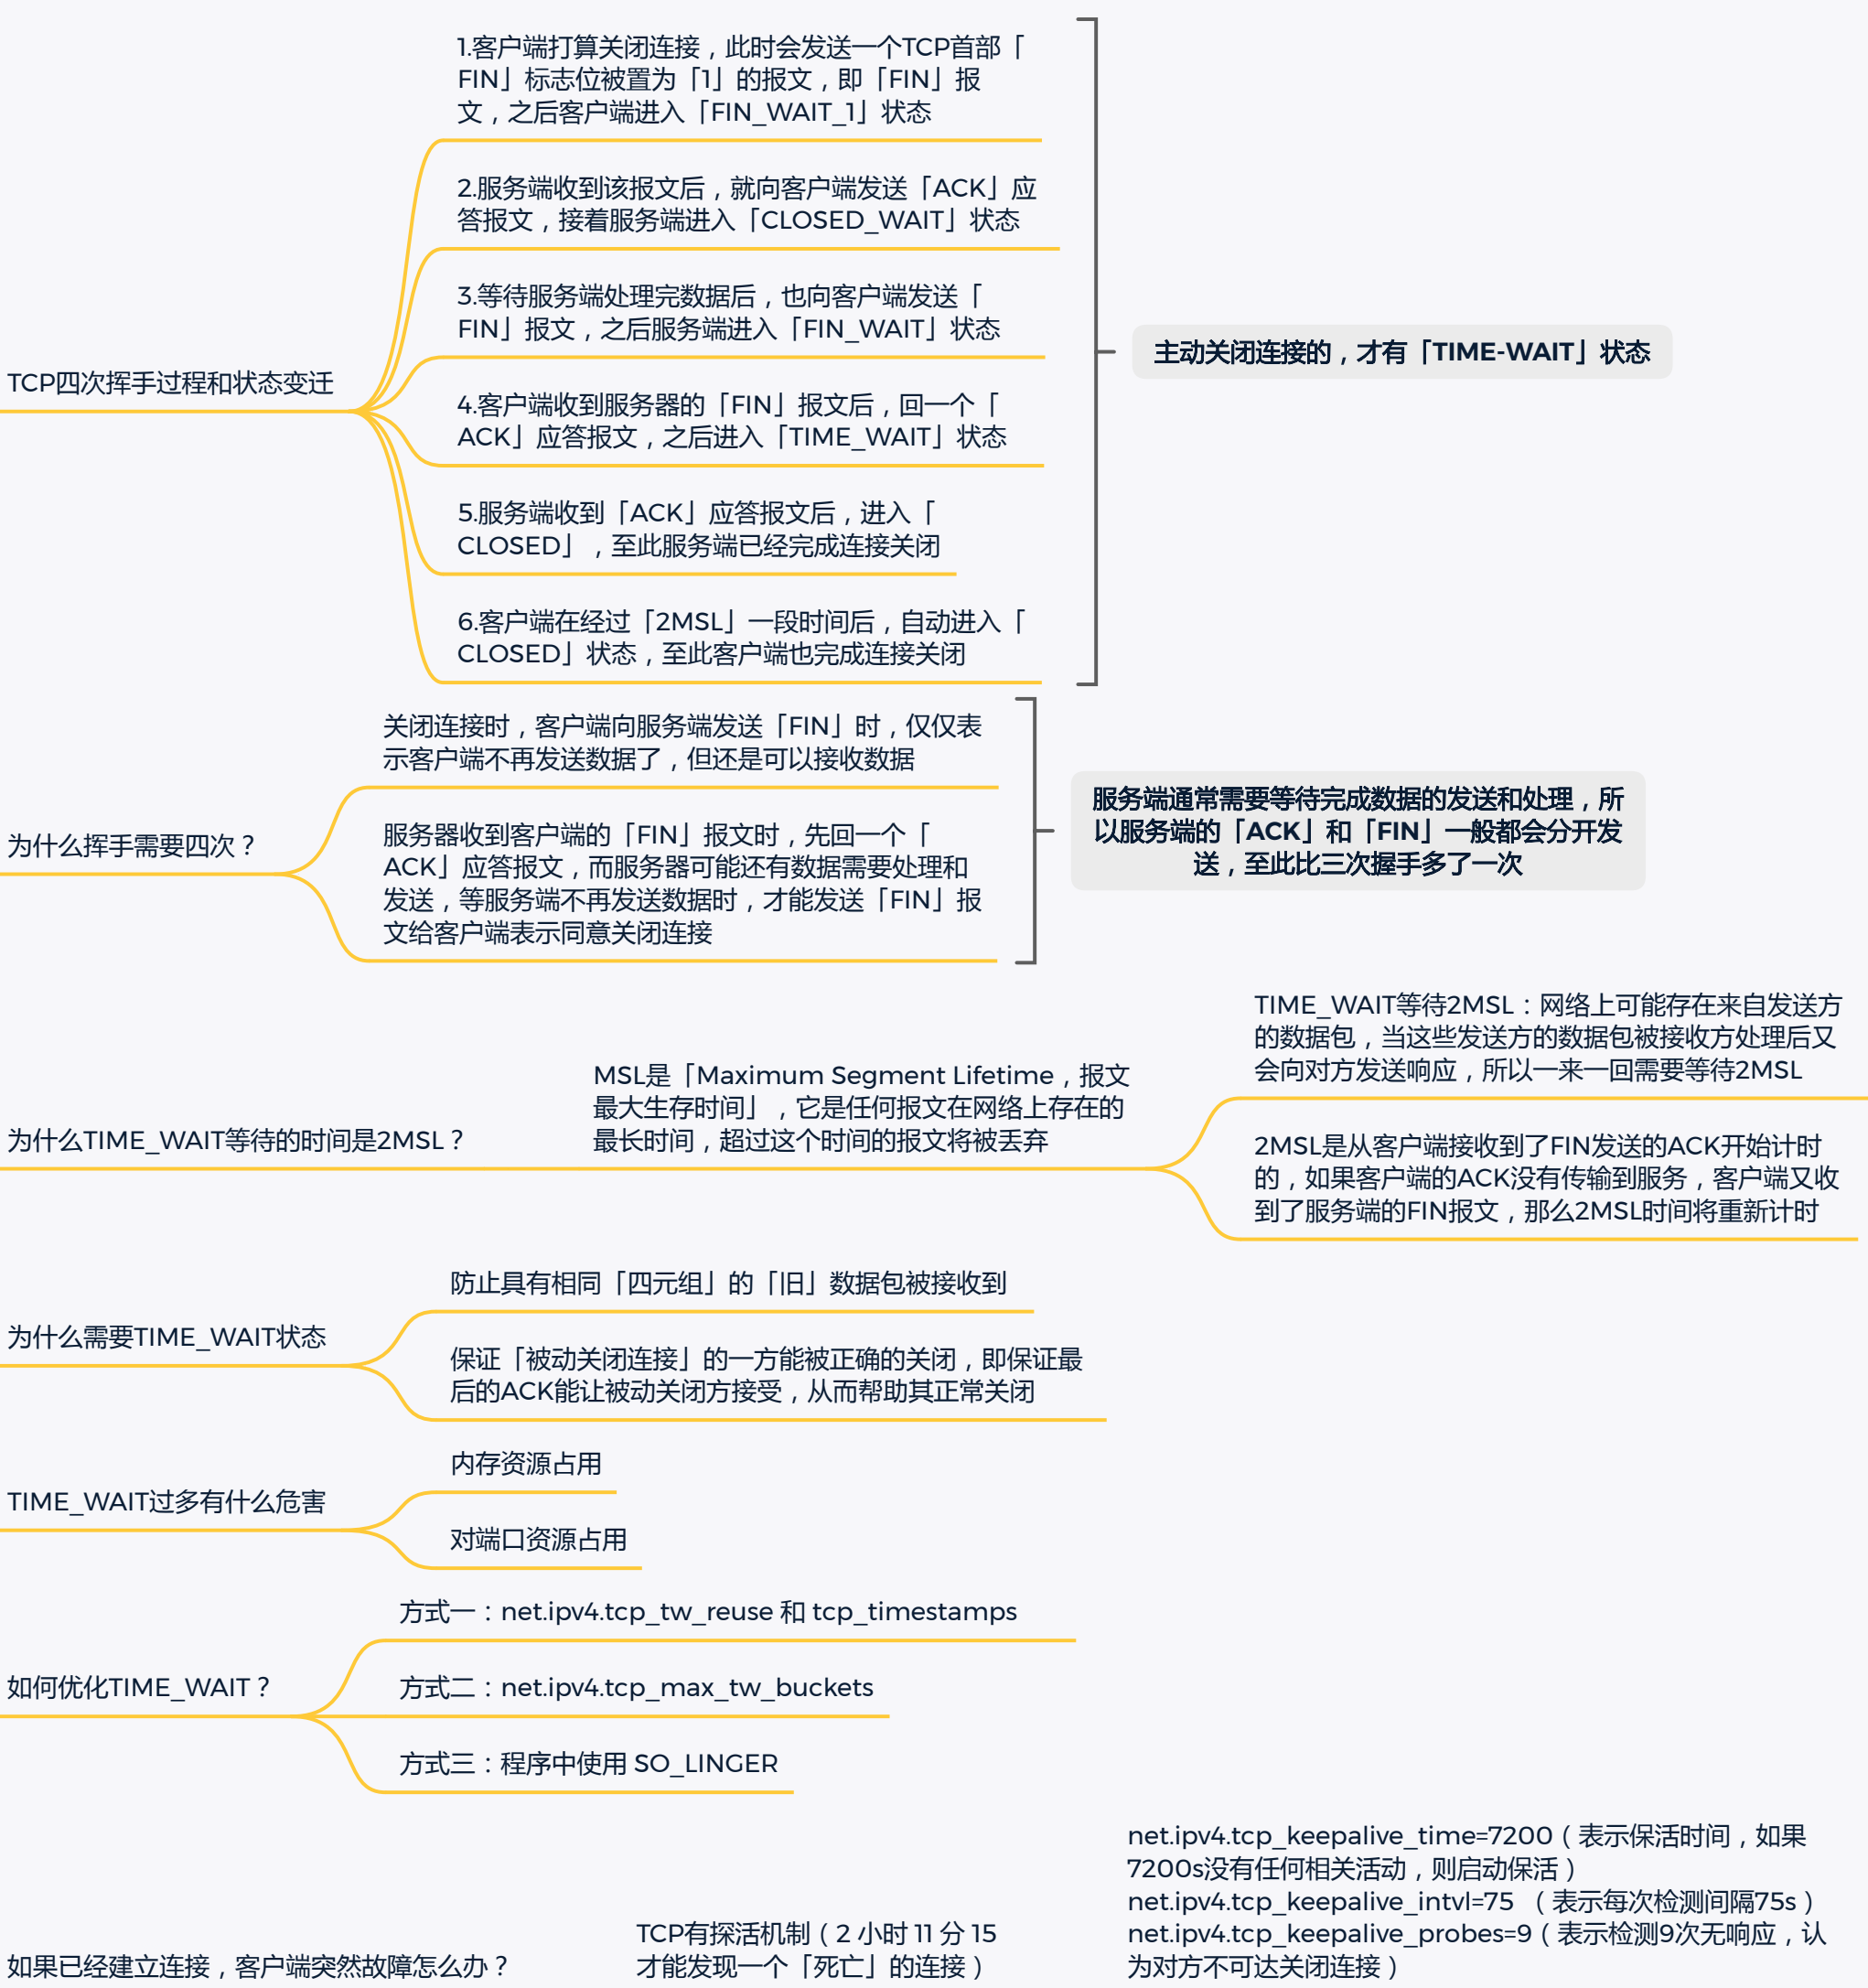 TCP四次挥手过程和状态变迁
1.客户端打算关闭连接，此时会发送一个TCP首部「
FIN」标志位被置为「1」的报文，即「FIN」报
文，之后客户端进入「FIN_WAIT_1」状态
2.服务端收到该报文后，就向客户端发送「ACK」应
答报文，接着服务端进入「CLOSED_WAIT」状态
3.等待服务端处理完数据后，也向客户端发送「
FIN」报文，之后服务端进入「FIN_WAIT」状态
4.客户端收到服务器的「FIN」报文后，回一个「
ACK」应答报文，之后进入「TIME_WAIT」状态
5.服务端收到「ACK」应答报文后，进入「
CLOSED」，至此服务端已经完成连接关闭
6.客户端在经过「2MSL」一段时间后，自动进入「
CLOSED」状态，至此客户端也完成连接关闭
主动关闭连接的，才有「TIME-WAIT」状态
为什么挥手需要四次？
关闭连接时，客户端向服务端发送「FIN」时，仅仅表
示客户端不再发送数据了，但还是可以接收数据
服务器收到客户端的「FIN」报文时，先回一个「
ACK」应答报文，而服务器可能还有数据需要处理和
发送，等服务端不再发送数据时，才能发送「FIN」报
文给客户端表示同意关闭连接
服务端通常需要等待完成数据的发送和处理，所
以服务端的「ACK」和「FIN」一般都会分开发
送，至此比三次握手多了一次
为什么TIME_WAIT等待的时间是2MSL？
MSL是「Maximum Segment Lifetime，报文
最大生存时间」，它是任何报文在网络上存在的
最长时间，超过这个时间的报文将被丢弃
TIME_WAIT等待2MSL：网络上可能存在来自发送方
的数据包，当这些发送方的数据包被接收方处理后又
会向对方发送响应，所以一来一回需要等待2MSL
2MSL是从客户端接收到了FIN发送的ACK开始计时
的，如果客户端的ACK没有传输到服务，客户端又收
到了服务端的FIN报文，那么2MSL时间将重新计时
为什么需要TIME_WAIT状态
防止具有相同「四元组」的「旧」数据包被接收到
保证「被动关闭连接」的一方能被正确的关闭，即保证最
后的ACK能让被动关闭方接受，从而帮助其正常关闭
TIME_WAIT过多有什么危害
内存资源占用
对端口资源占用
如何优化TIME_WAIT？
方式一：net.ipv4.tcp_tw_reuse 和 tcp_timestamps
方式二：net.ipv4.tcp_max_tw_buckets
方式三：程序中使用 SO_LINGER
如果已经建立连接，客户端突然故障怎么办？
TCP有探活机制（2 小时 11 分 15
才能发现一个「死亡」的连接）
net.ipv4.tcp_keepalive_time=7200（表示保活时间，如果
7200s没有任何相关活动，则启动保活）
net.ipv4.tcp_keepalive_intvl=75 （表示每次检测间隔75s）
net.ipv4.tcp_keepalive_probes=9（表示检测9次无响应，认
为对方不可达关闭连接）